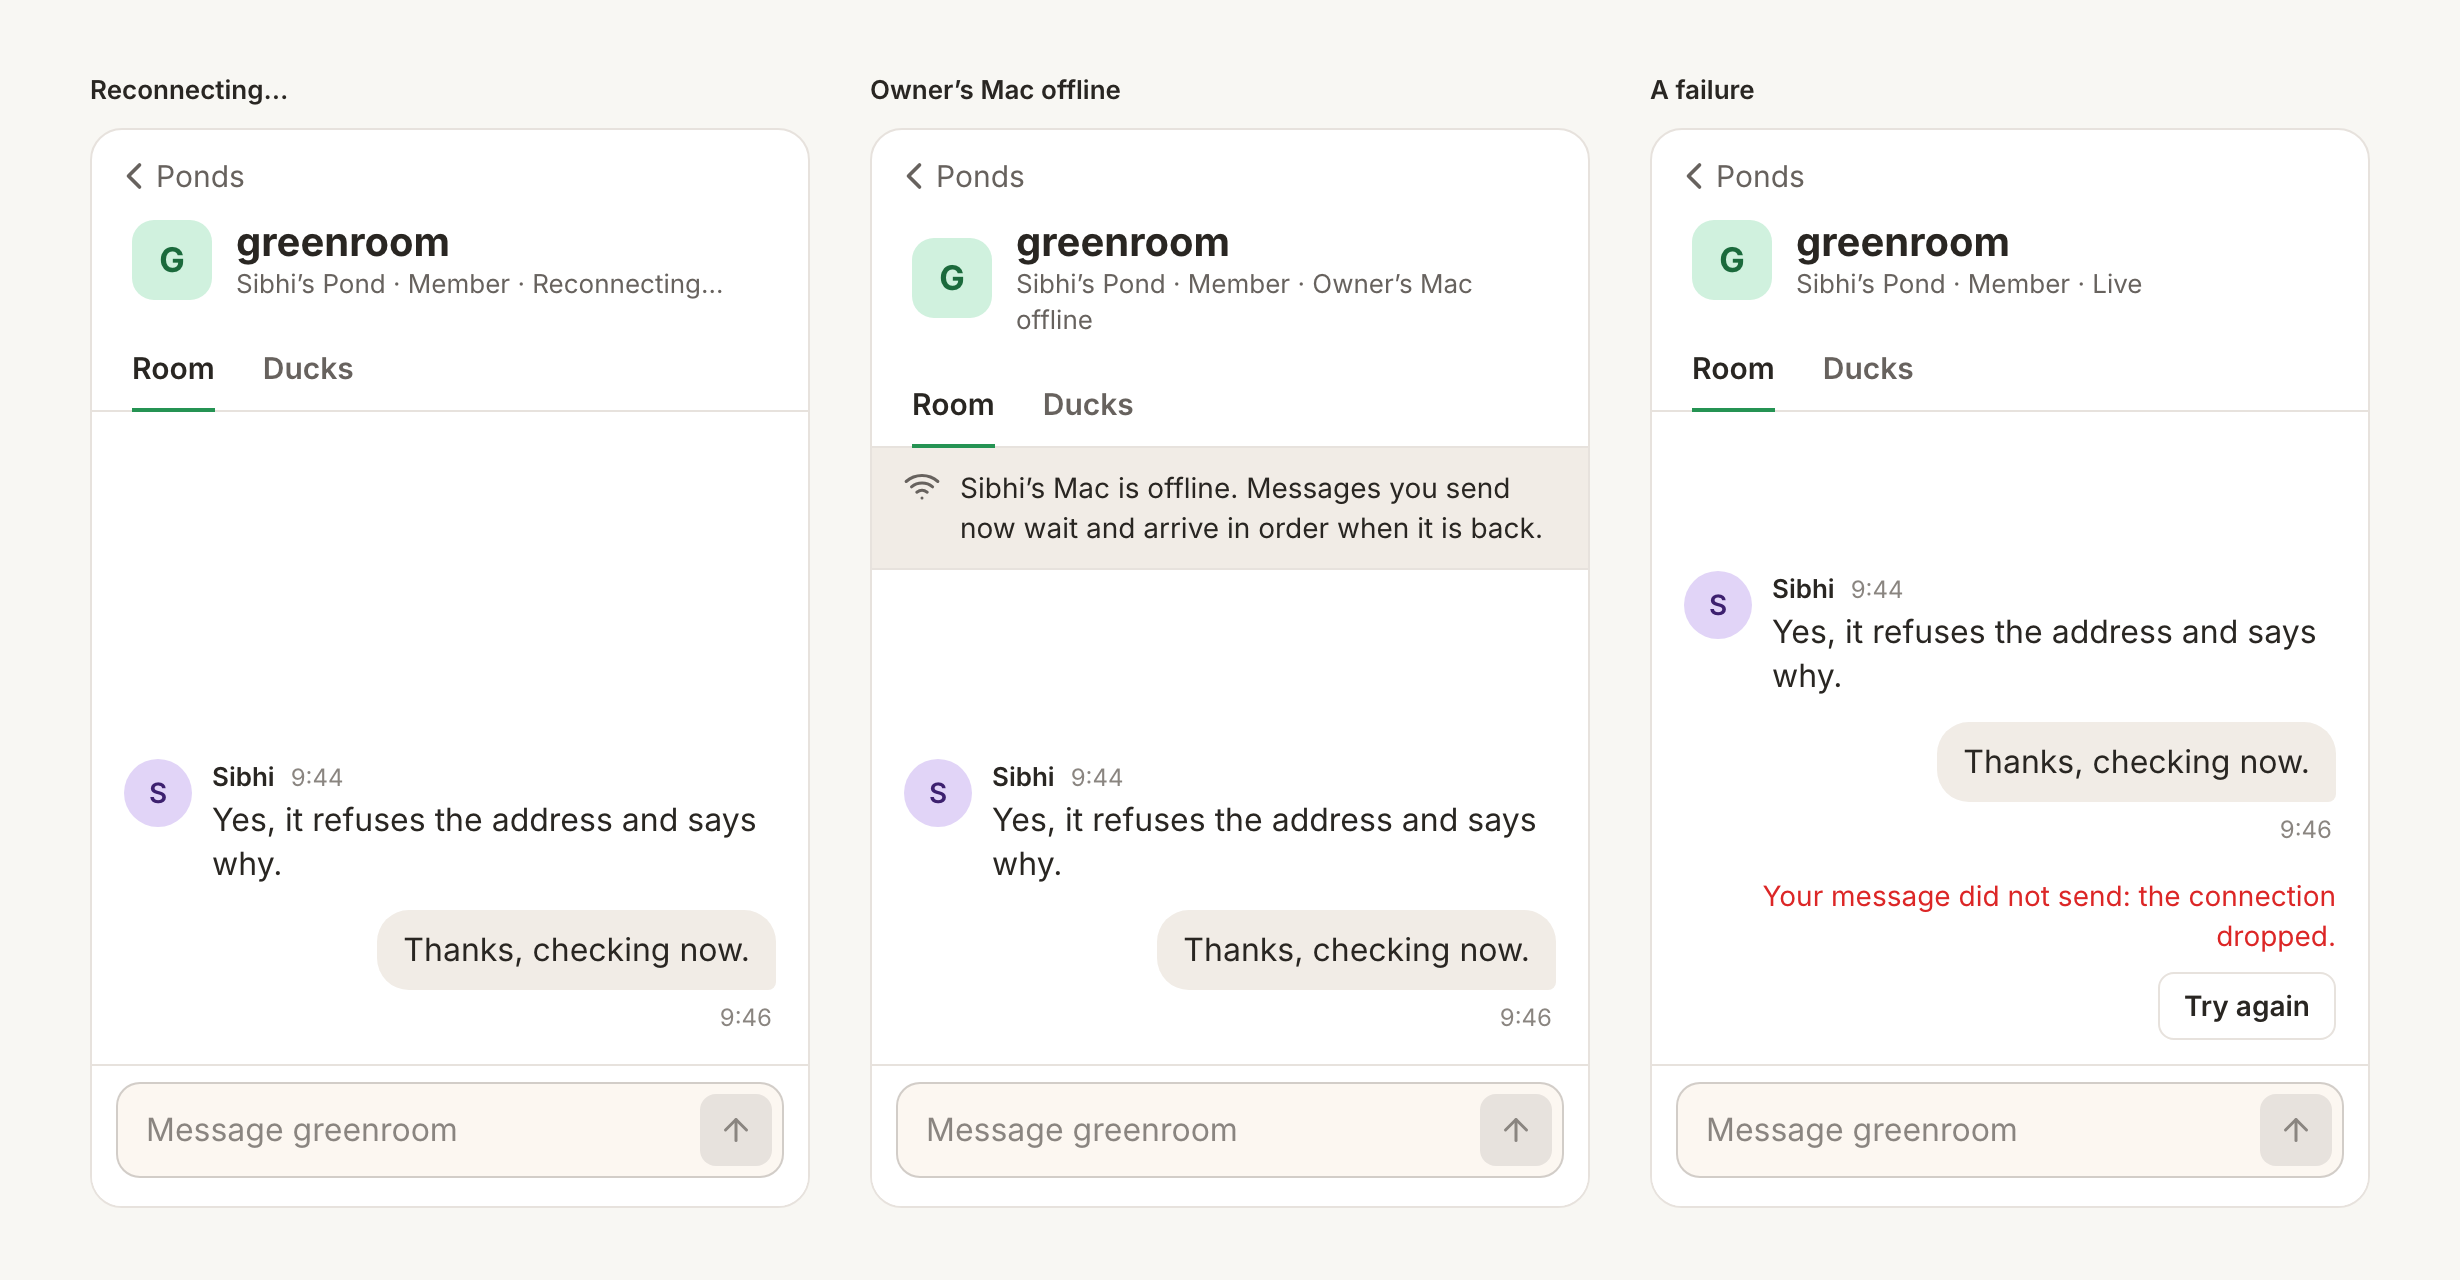 Reconnecting…
Ponds
G
greenroom
Sibhi’s Pond · Member · Reconnecting…
Room
Ducks
S
Sibhi 9:44
Yes, it refuses the address and says
why.
Thanks, checking now.
9:46
Message greenroom
Owner’s Mac offline
Ponds
G
greenroom
Sibhi’s Pond · Member · Owner’s Mac
offline
Room
Ducks
Sibhi’s Mac is offline. Messages you send
now wait and arrive in order when it is back.
S
Sibhi 9:44
Yes, it refuses the address and says
why.
Thanks, checking now.
9:46
Message greenroom
A failure
Ponds
G
greenroom
Sibhi’s Pond · Member · Live
Room
Ducks
S
Sibhi 9:44
Yes, it refuses the address and says
why.
Thanks, checking now.
9:46
Your message did not send: the connection
dropped.
Try again
Message greenroom